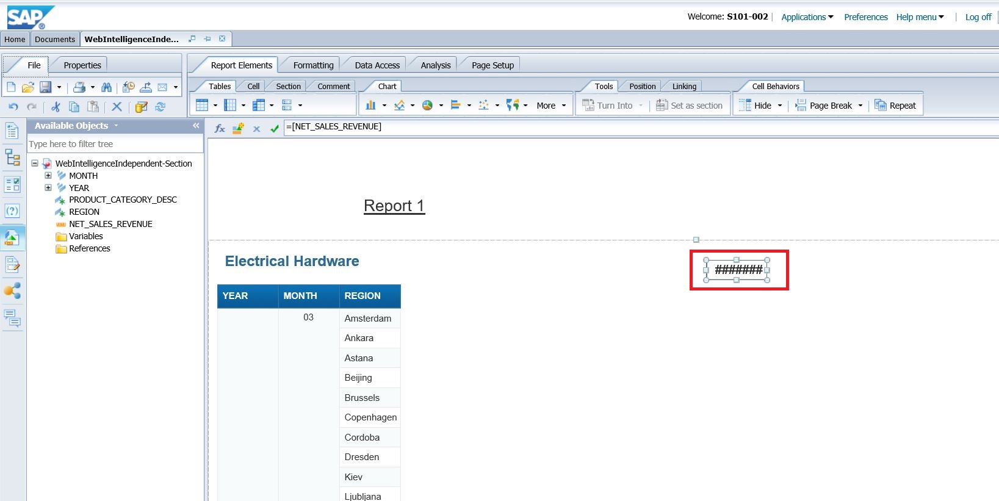 SAP
Welcome: S101-002 | Applications Preferences Help menu | Log off
Home Documents WebIntelligenceInde...
File Properties Report Elements Formatting Data Access Analysis Page Setup
Tables Cell Section Comment Chart Tools Position Linking Cell Behaviors
More Turn Into Set as section Hide Page Break Repeat
Available Objects
=[NET_SALES_REVENUE]
Type here to filter tree
WebIntelligenceIndependent-Section
MONTH
YEAR
PRODUCT_CATEGORY_DESC
REGION
NET_SALES_REVENUE
Variables
References
Report 1
Electrical Hardware
#######
YEAR MONTH REGION
03 Amsterdam
Ankara
Astana
Beijing
Brussels
Copenhagen
Cordoba
Dresden
Kiev
Ljubljana